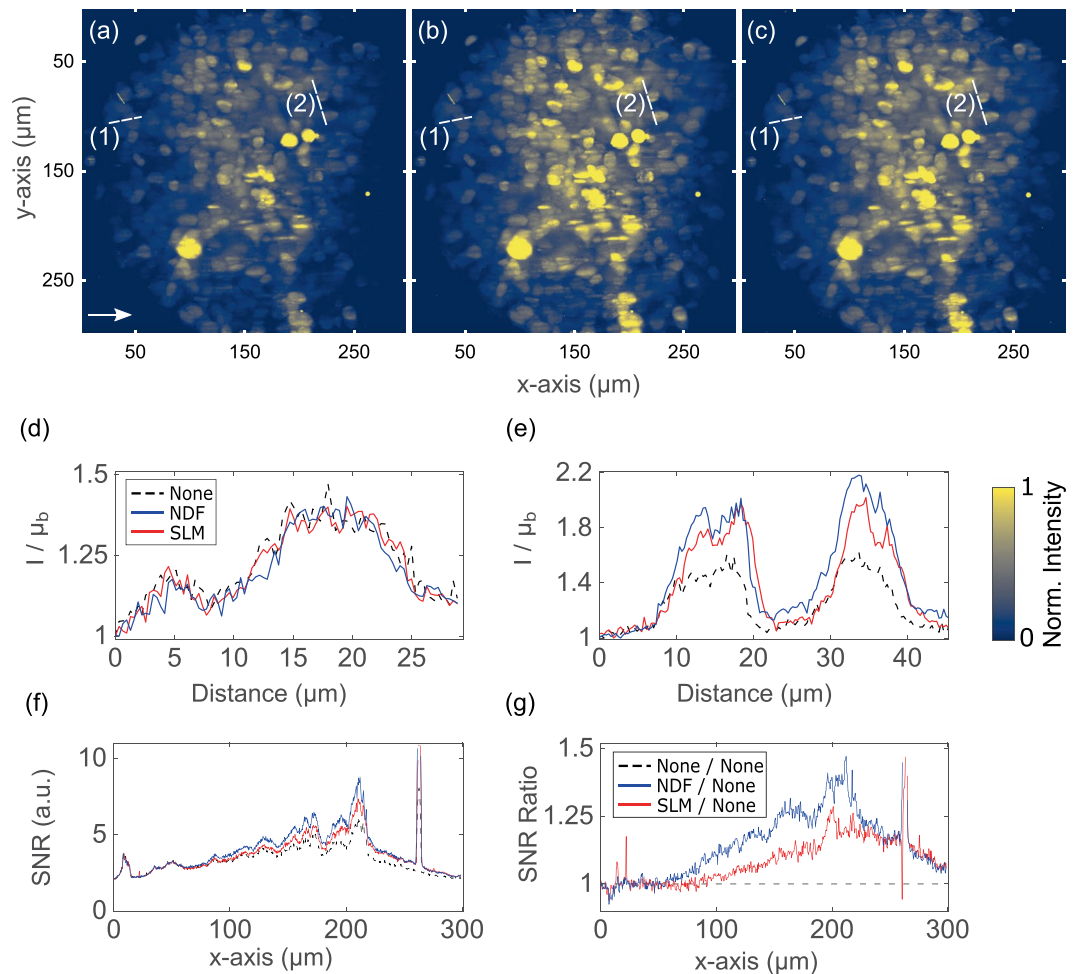 (a)
(b)
(c)
50
150
250
y-axis (µm)
(1)
(2)
(1)
(2)
(1)
(2)
50
150
250
50
150
250
50
150
250
x-axis (µm)
(d)
1.5
1.25
1
I / µb
None
NDF
SLM
0
5
10
15
20
25
Distance (µm)
(e)
2.2
1.8
1.4
1
I / µb
0
10
20
30
40
Distance (µm)
1
0
Norm. Intensity
(f)
10
5
0
SNR (a.u.)
0
100
200
300
x-axis (µm)
(g)
1.5
1.25
1
SNR Ratio
None / None
NDF / None
SLM / None
0
100
200
300
x-axis (µm)